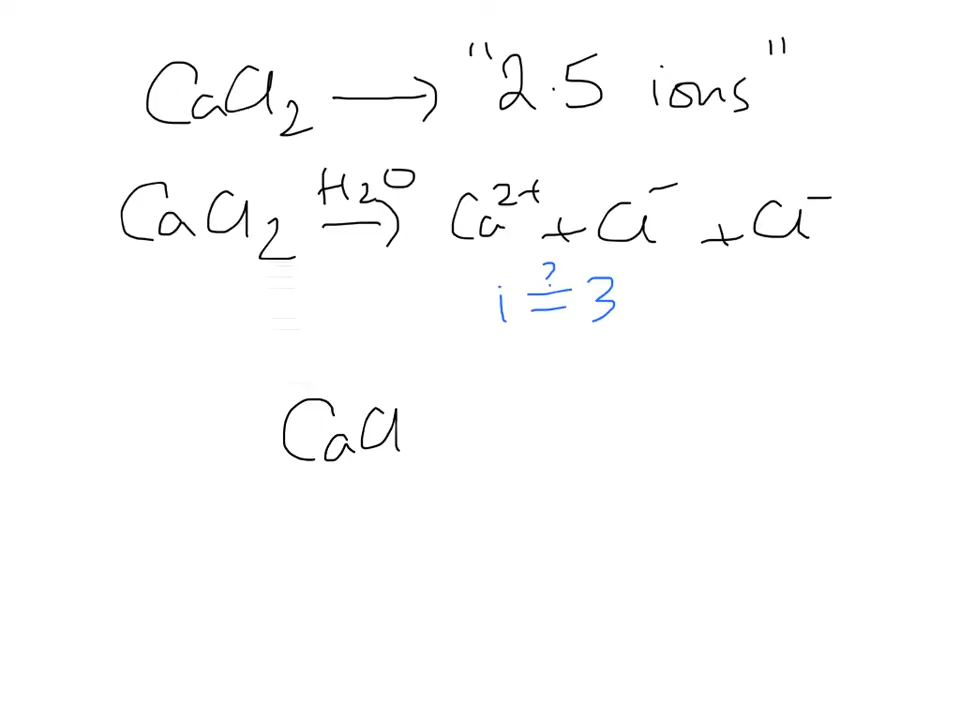 CaCl₂ ⟶ "2.5 ions"
CaCl₂ ⟶ Ca²⁺ + Cl⁻ + Cl⁻
H₂O
i ≟ 3
CaCl